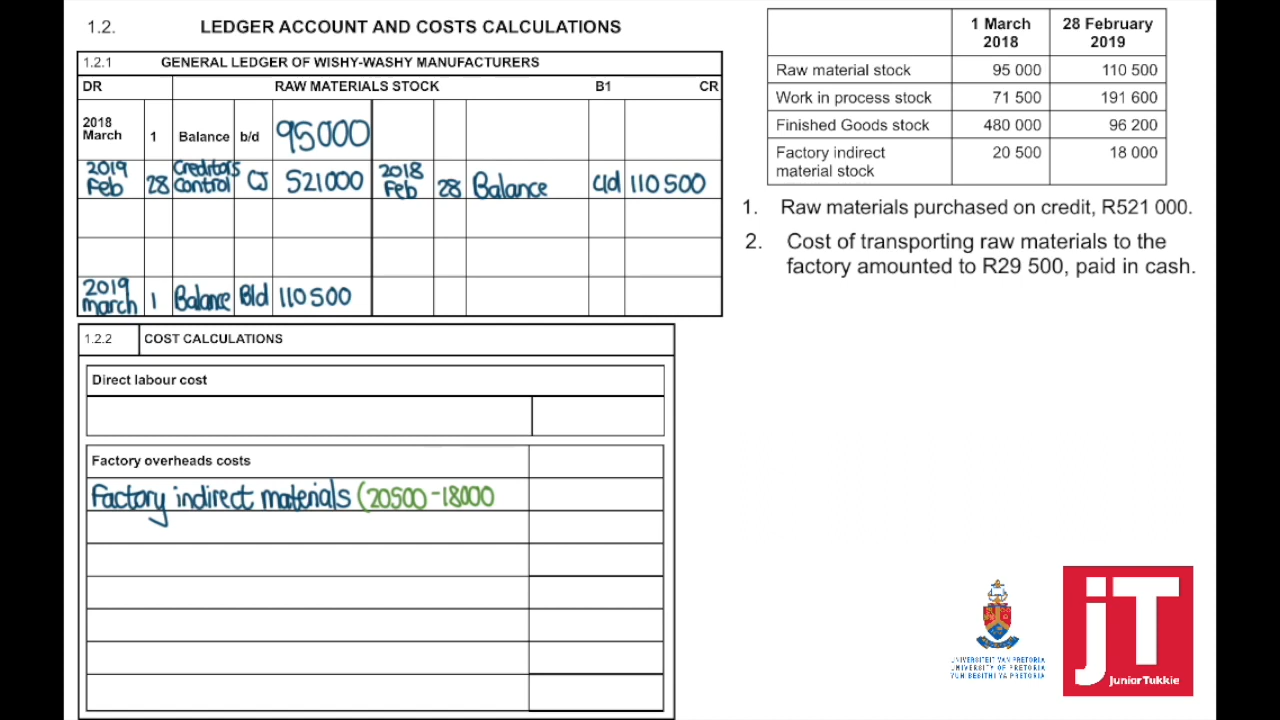 1.2. LEDGER ACCOUNT AND COSTS CALCULATIONS
1.2.1 GENERAL LEDGER OF WISHY-WASHY MANUFACTURERS
DR RAW MATERIALS STOCK B1 CR
2018 March 1 Balance b/d 95000
2019 Feb 28 Creditors Control CJ 521000 2018 Feb 28 Balance c/d 110500
2019 March 1 Balance B/d 110500
1.2.2 COST CALCULATIONS
Direct labour cost
Factory overheads costs
Factory indirect materials (20500 - 18000
1 March 2018 28 February 2019
Raw material stock 95 000 110 500
Work in process stock 71 500 191 600
Finished Goods stock 480 000 96 200
Factory indirect material stock 20 500 18 000
1. Raw materials purchased on credit, R521 000.
2. Cost of transporting raw materials to the
factory amounted to R29 500, paid in cash.
UNIVERSITEIT VAN PRETORIA
UNIVERSITY OF PRETORIA
YUNIBESITHI YA PRETORIA
jT
Junior Tukkie